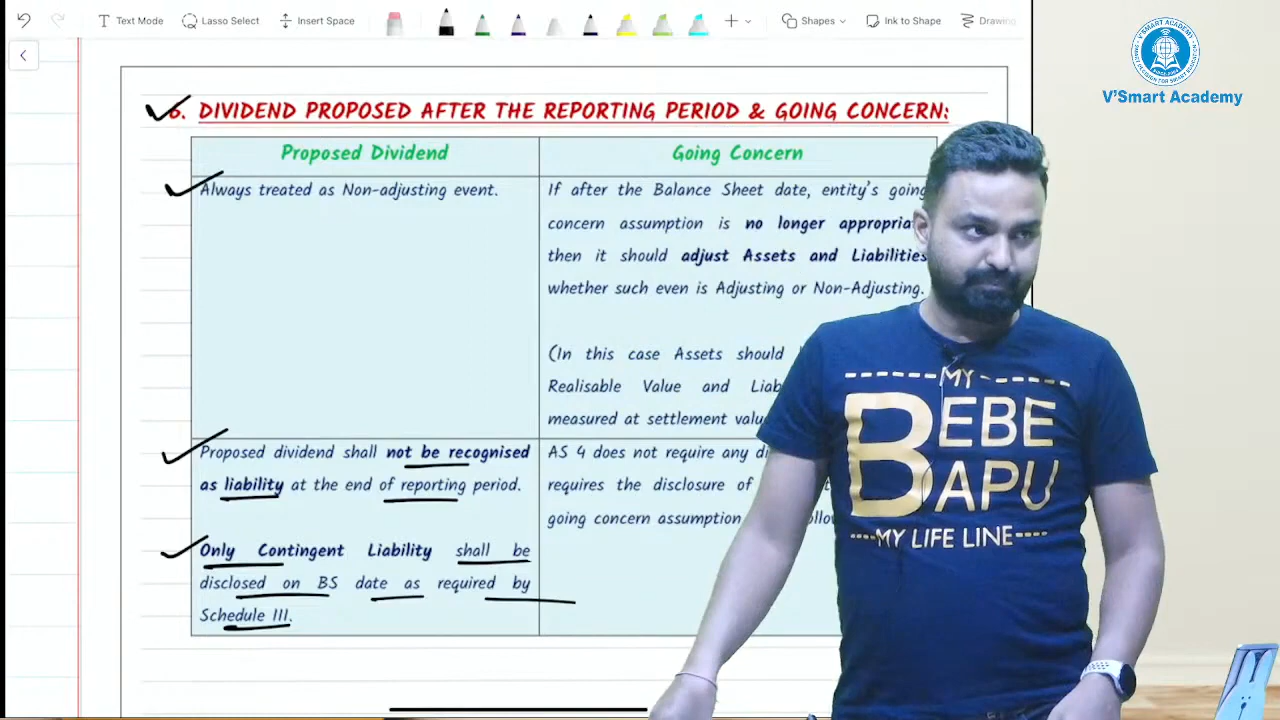 Text Mode
Lasso Select
Insert Space
Shapes
Ink to Shape
Drawing
V'Smart Academy
6. DIVIDEND PROPOSED AFTER THE REPORTING PERIOD & GOING CONCERN:
Proposed Dividend
Always treated as Non-adjusting event.
Proposed dividend shall not be recognised
as liability at the end of reporting period.
Only Contingent Liability shall be
disclosed on BS date as required by
Schedule III.
Going Concern
If after the Balance Sheet date, entity's going
concern assumption is no longer
then it should adjust Assets and Liabilities
whether such even is Adjusting or Non-Adjusting.
(In this case Assets should
Realisable Value and
measured at settlement
AS 4 does not require any
requires the disclosure of
going concern assumption
MY
BEBE
BAPU
MY LIFE LINE